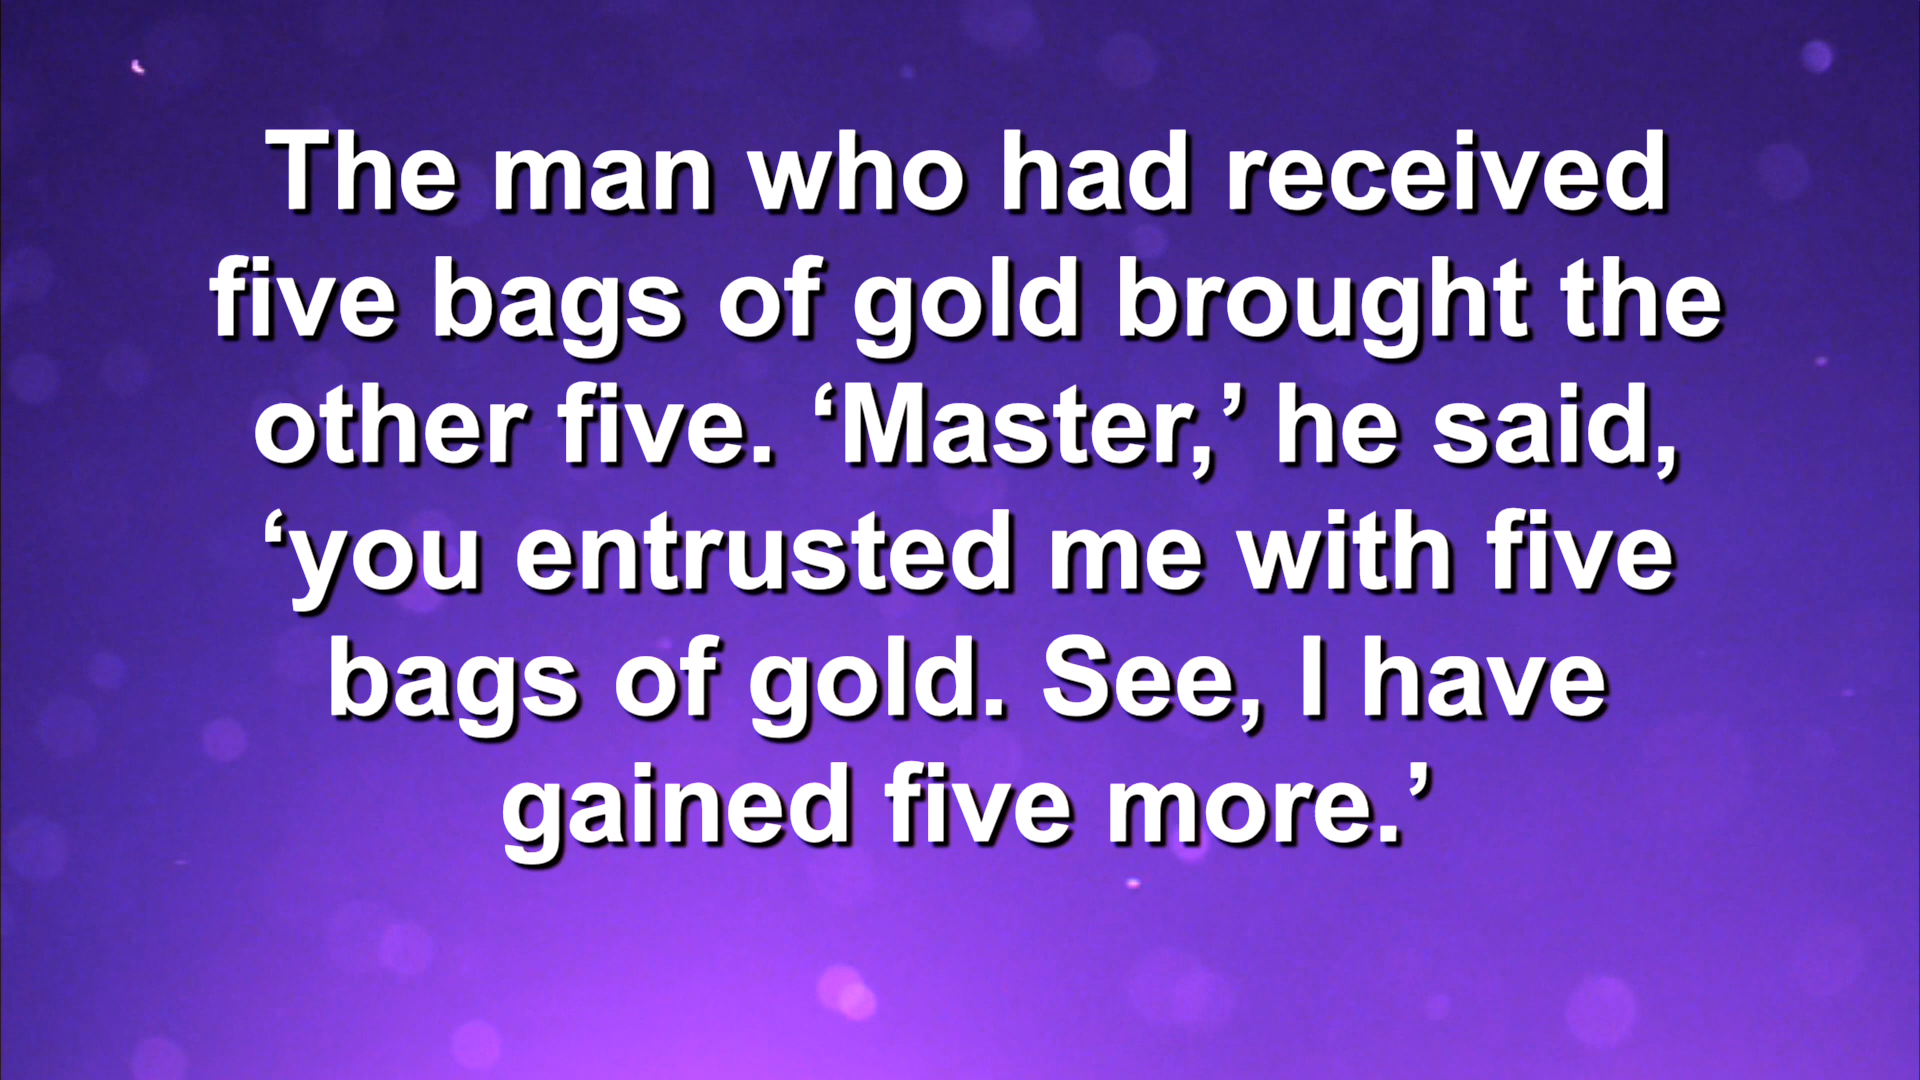 The man who had received
five bags of gold brought the
other five. ‘Master,’ he said,
‘you entrusted me with five
bags of gold. See, I have
gained five more.’